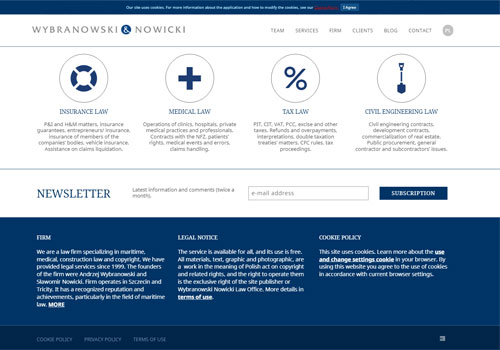 Our site uses cookies. For more information about the application and how to modify the cookies, see our
I Agree
WYBRANOWSKI & NOWICKI
TEAM SERVICES FIRM CLIENTS BLOG CONTACT PL
INSURANCE LAW
P&I and H&M matters, insurance
guarantees, entrepreneurs' insurance,
insurance of members of the
companies' bodies, vehicle insurance.
Assistance on claims liquidation.
MEDICAL LAW
Operations of clinics, hospitals, private
medical practices and professionals.
Contracts with the NFZ, patients'
rights, medical events and errors,
claims handling.
TAX LAW
PIT, CIT, VAT, PCC, excise and other
taxes. Refunds and overpayments,
interpretations, double taxation
treaties' matters, CFC rules, tax
proceedings.
CIVIL ENGINEERING LAW
Civil engineering contracts,
development contracts,
commercialization of real estate.
Public procurement, general
contractor and subcontractors' issues.
NEWSLETTER
Latest information and comments (twice a
month).
e-mail address
SUBSCRIPTION
FIRM
We are a law firm specializing in maritime,
medical, construction law and copyright. We have
provided legal services since 1999. The founders
of the firm were Andrzej Wybranowski and
Sławomir Nowicki. Firm operates in Szczecin and
Tricity. It has a recognized reputation and
achievements, particularly in the field of maritime
law. MORE
LEGAL NOTICE
The service is available for all, and its use is free.
All materials, text, graphic and photographic, are
a work in the meaning of Polish act on copyright
and related rights, and the right to operate them
is the exclusive right of the site publisher or
Wybranowski Nowicki Law Office. More details in
terms of use.
COOKIE POLICY
This site uses cookies. Learn more about the use
and change settings cookie in your browser. By
using this website you agree to the use of cookies
in accordance with current browser settings.
COOKIE POLICY PRIVACY POLICY TERMS OF USE